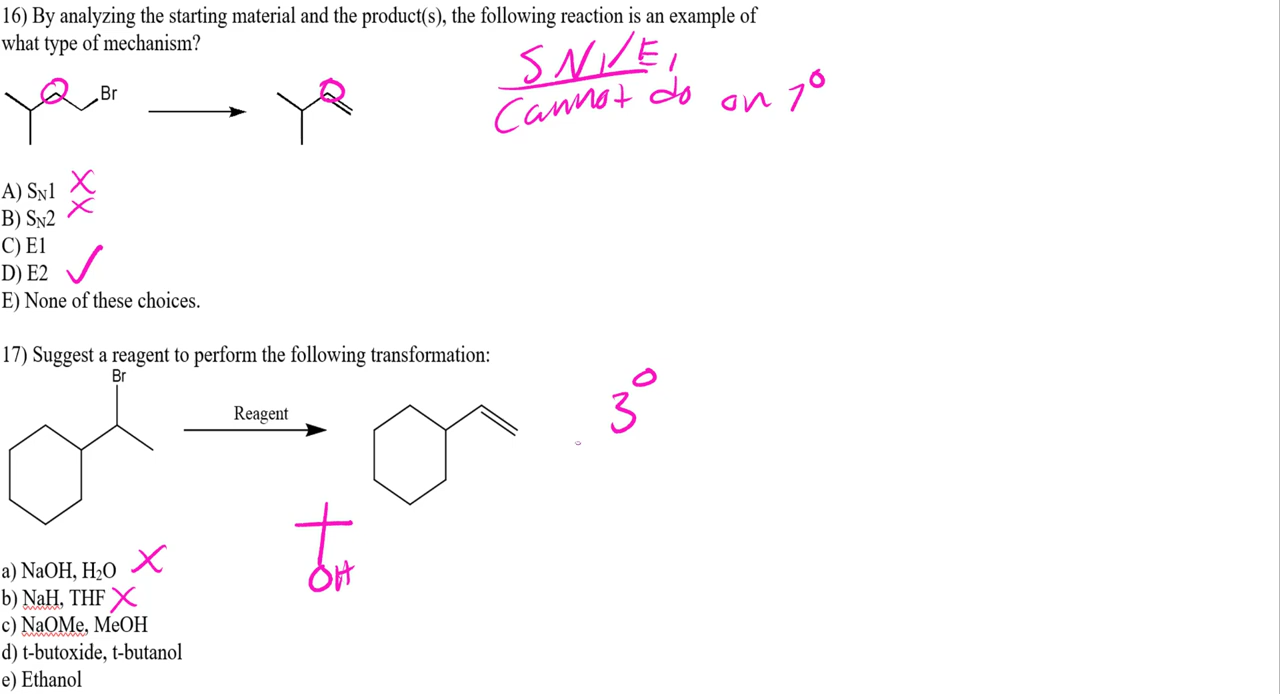 16) By analyzing the starting material and the product(s), the following reaction is an example of
what type of mechanism?
SN1/E1
Cannot do on 1°
Br
A) SN1 X
B) SN2 X
C) E1
D) E2 ✓
E) None of these choices.
17) Suggest a reagent to perform the following transformation:
Br
Reagent
3°
OH
a) NaOH, H₂O X
b) NaH, THF X
c) NaOMe, MeOH
d) t-butoxide, t-butanol
e) Ethanol